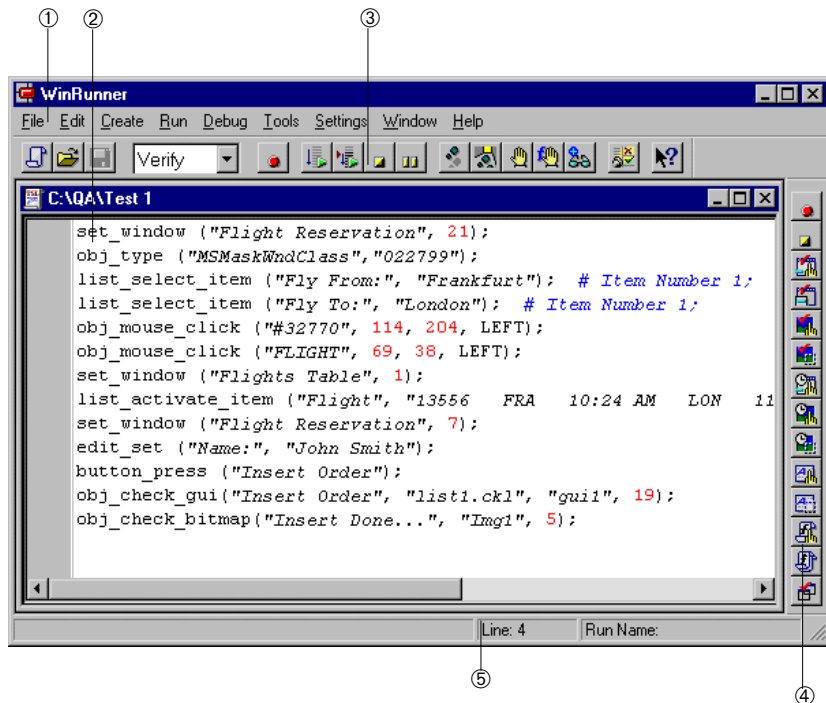 ① ② ③
WinRunner
File Edit Create Run Debug Tools Settings Window Help
Verify
C:\QA\Test 1
set_window ("Flight Reservation", 21);
obj_type ("MSMaskWndClass","022799");
list_select_item ("Fly From:", "Frankfurt");  # Item Number 1;
list_select_item ("Fly To:", "London");  # Item Number 1;
obj_mouse_click ("#32770", 114, 204, LEFT);
obj_mouse_click ("FLIGHT", 69, 38, LEFT);
set_window ("Flights Table", 1);
list_activate_item ("Flight", "13556   FRA   10:24 AM   LON   11
set_window ("Flight Reservation", 7);
edit_set ("Name:", "John Smith");
button_press ("Insert Order");
obj_check_gui("Insert Order", "list1.ckl", "gui1", 19);
obj_check_bitmap("Insert Done...", "Img1", 5);
Line: 4 Run Name:
⑤ ④